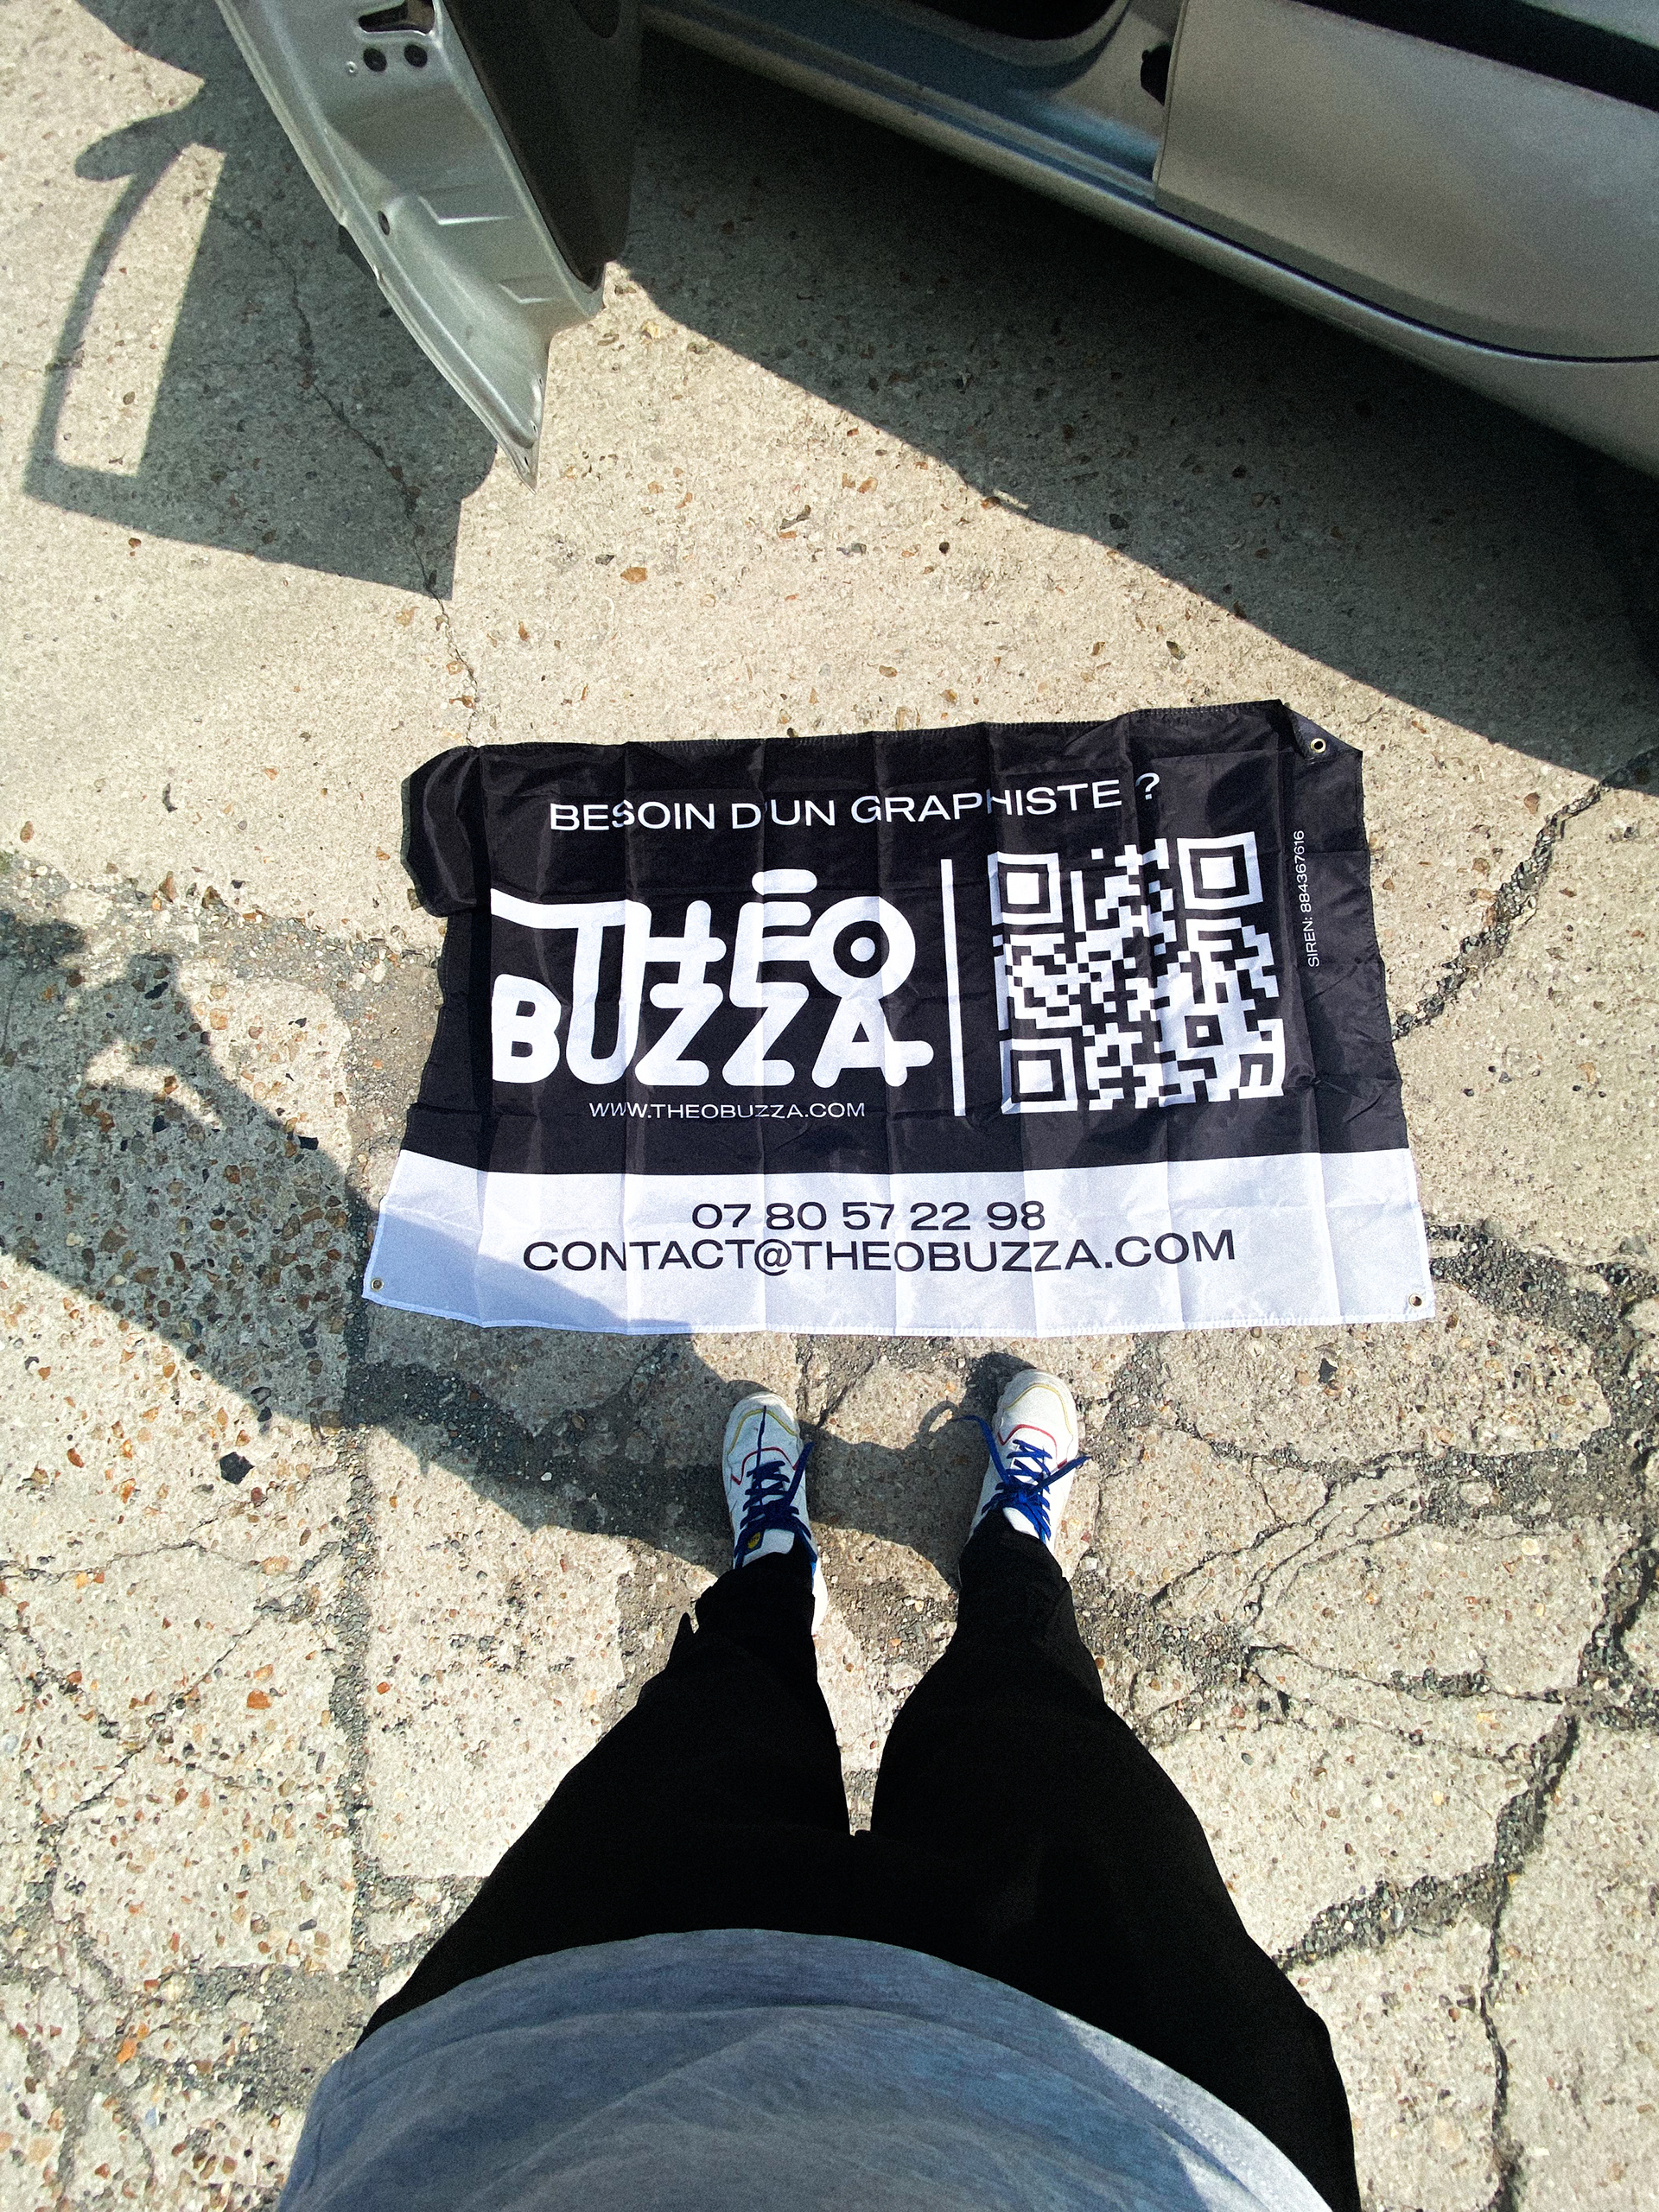 BESOIN D'UN GRAPHISTE ?
THÉO
BUZZA
WWW.THEOBUZZA.COM
SIREN: 884367616
07 80 57 22 98
CONTACT@THEOBUZZA.COM